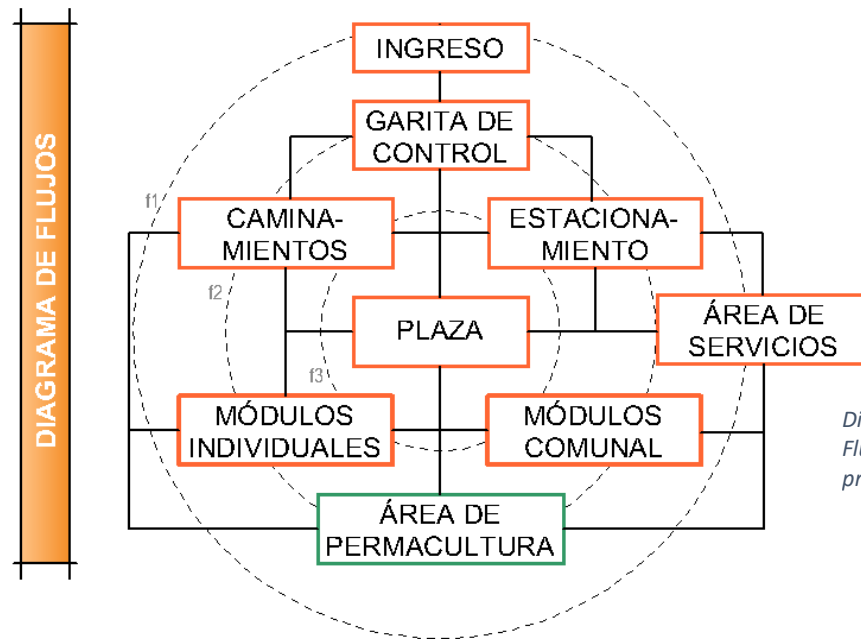 DIAGRAMA DE FLUJOS
INGRESO
GARITA DE
CONTROL
f1
CAMINA-
MIENTOS
ESTACIONA-
MIENTO
f2
PLAZA
ÁREA DE
SERVICIOS
f3
MÓDULOS
INDIVIDUALES
MÓDULOS
COMUNAL
ÁREA DE
PERMACULTURA